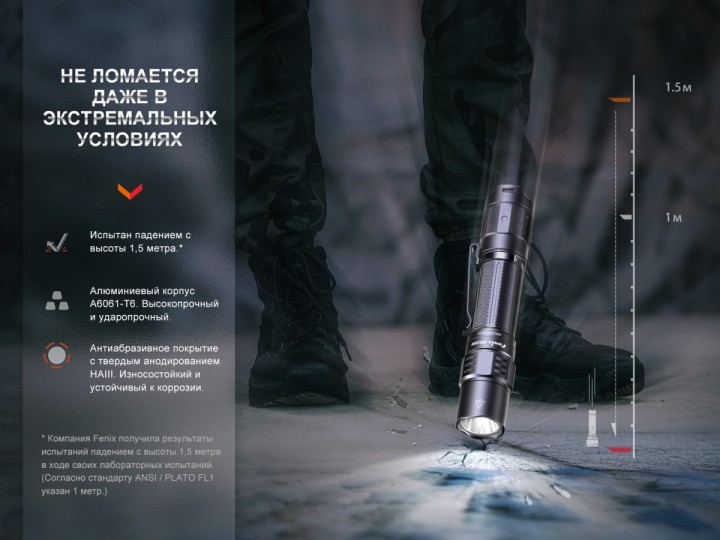 НЕ ЛОМАЕТСЯ
ДАЖЕ В
ЭКСТРЕМАЛЬНЫХ
УСЛОВИЯХ
Испытан падением с
высоты 1,5 метра.*
Алюминиевый корпус
A6061-T6. Высокопрочный
и ударопрочный.
Антиабразивное покрытие
с твердым анодированием
HAIII. Износостойкий и
устойчивый к коррозии.
* Компания Fenix получила результаты
испытаний падением с высоты 1,5 метра
в ходе своих лабораторных испытаний.
(Согласно стандарту ANSI / PLATO FL1
указан 1 метр.)
1.5м
1м
Fenix